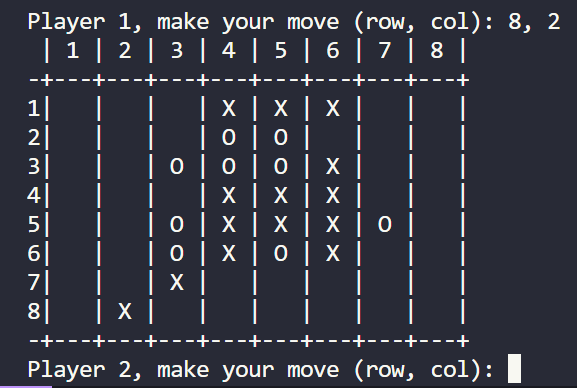 Player 1, make your move (row, col): 8, 2
  | 1 | 2 | 3 | 4 | 5 | 6 | 7 | 8 |
 -+---+---+---+---+---+---+---+---+
 1|   |   |   | X | X | X |   |   |
 2|   |   |   | O | O |   |   |   |
 3|   |   | O | O | O | X |   |   |
 4|   |   |   | X | X | X |   |   |
 5|   |   | O | X | X | X | O |   |
 6|   |   | O | X | O | X |   |   |
 7|   |   | X |   |   |   |   |   |
 8|   | X |   |   |   |   |   |   |
 -+---+---+---+---+---+---+---+---+
Player 2, make your move (row, col):